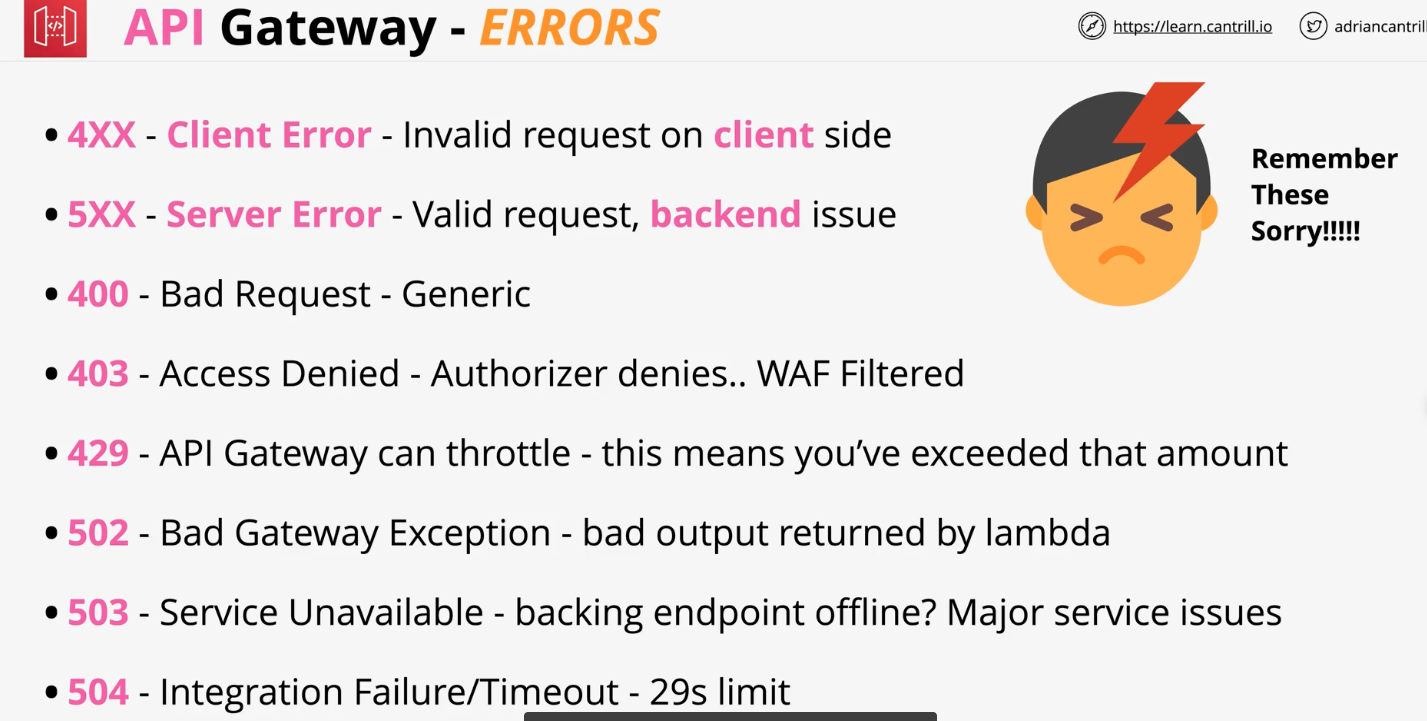 API Gateway - ERRORS
https://learn.cantrill.io
adriancantril
• 4XX - Client Error - Invalid request on client side
• 5XX - Server Error - Valid request, backend issue
• 400 - Bad Request - Generic
• 403 - Access Denied - Authorizer denies.. WAF Filtered
• 429 - API Gateway can throttle - this means you’ve exceeded that amount
• 502 - Bad Gateway Exception - bad output returned by lambda
• 503 - Service Unavailable - backing endpoint offline? Major service issues
• 504 - Integration Failure/Timeout - 29s limit
Remember
These
Sorry!!!!!